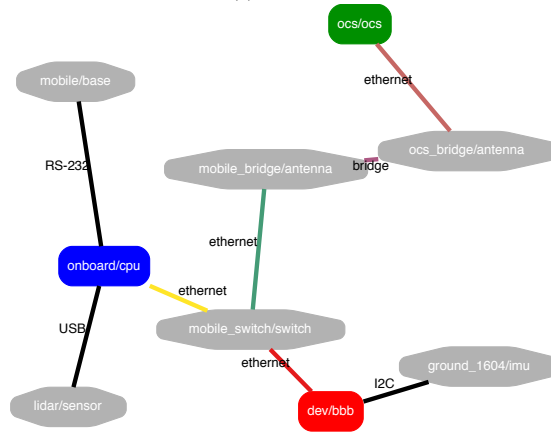 ocs/ocs
ethernet
mobile/base
ocs_bridge/antenna
mobile_bridge/antenna
bridge
RS-232
ethernet
onboard/cpu
ethernet
USB
mobile_switch/switch
ethernet
ground_1604/imu
I2C
lidar/sensor
dev/bbb